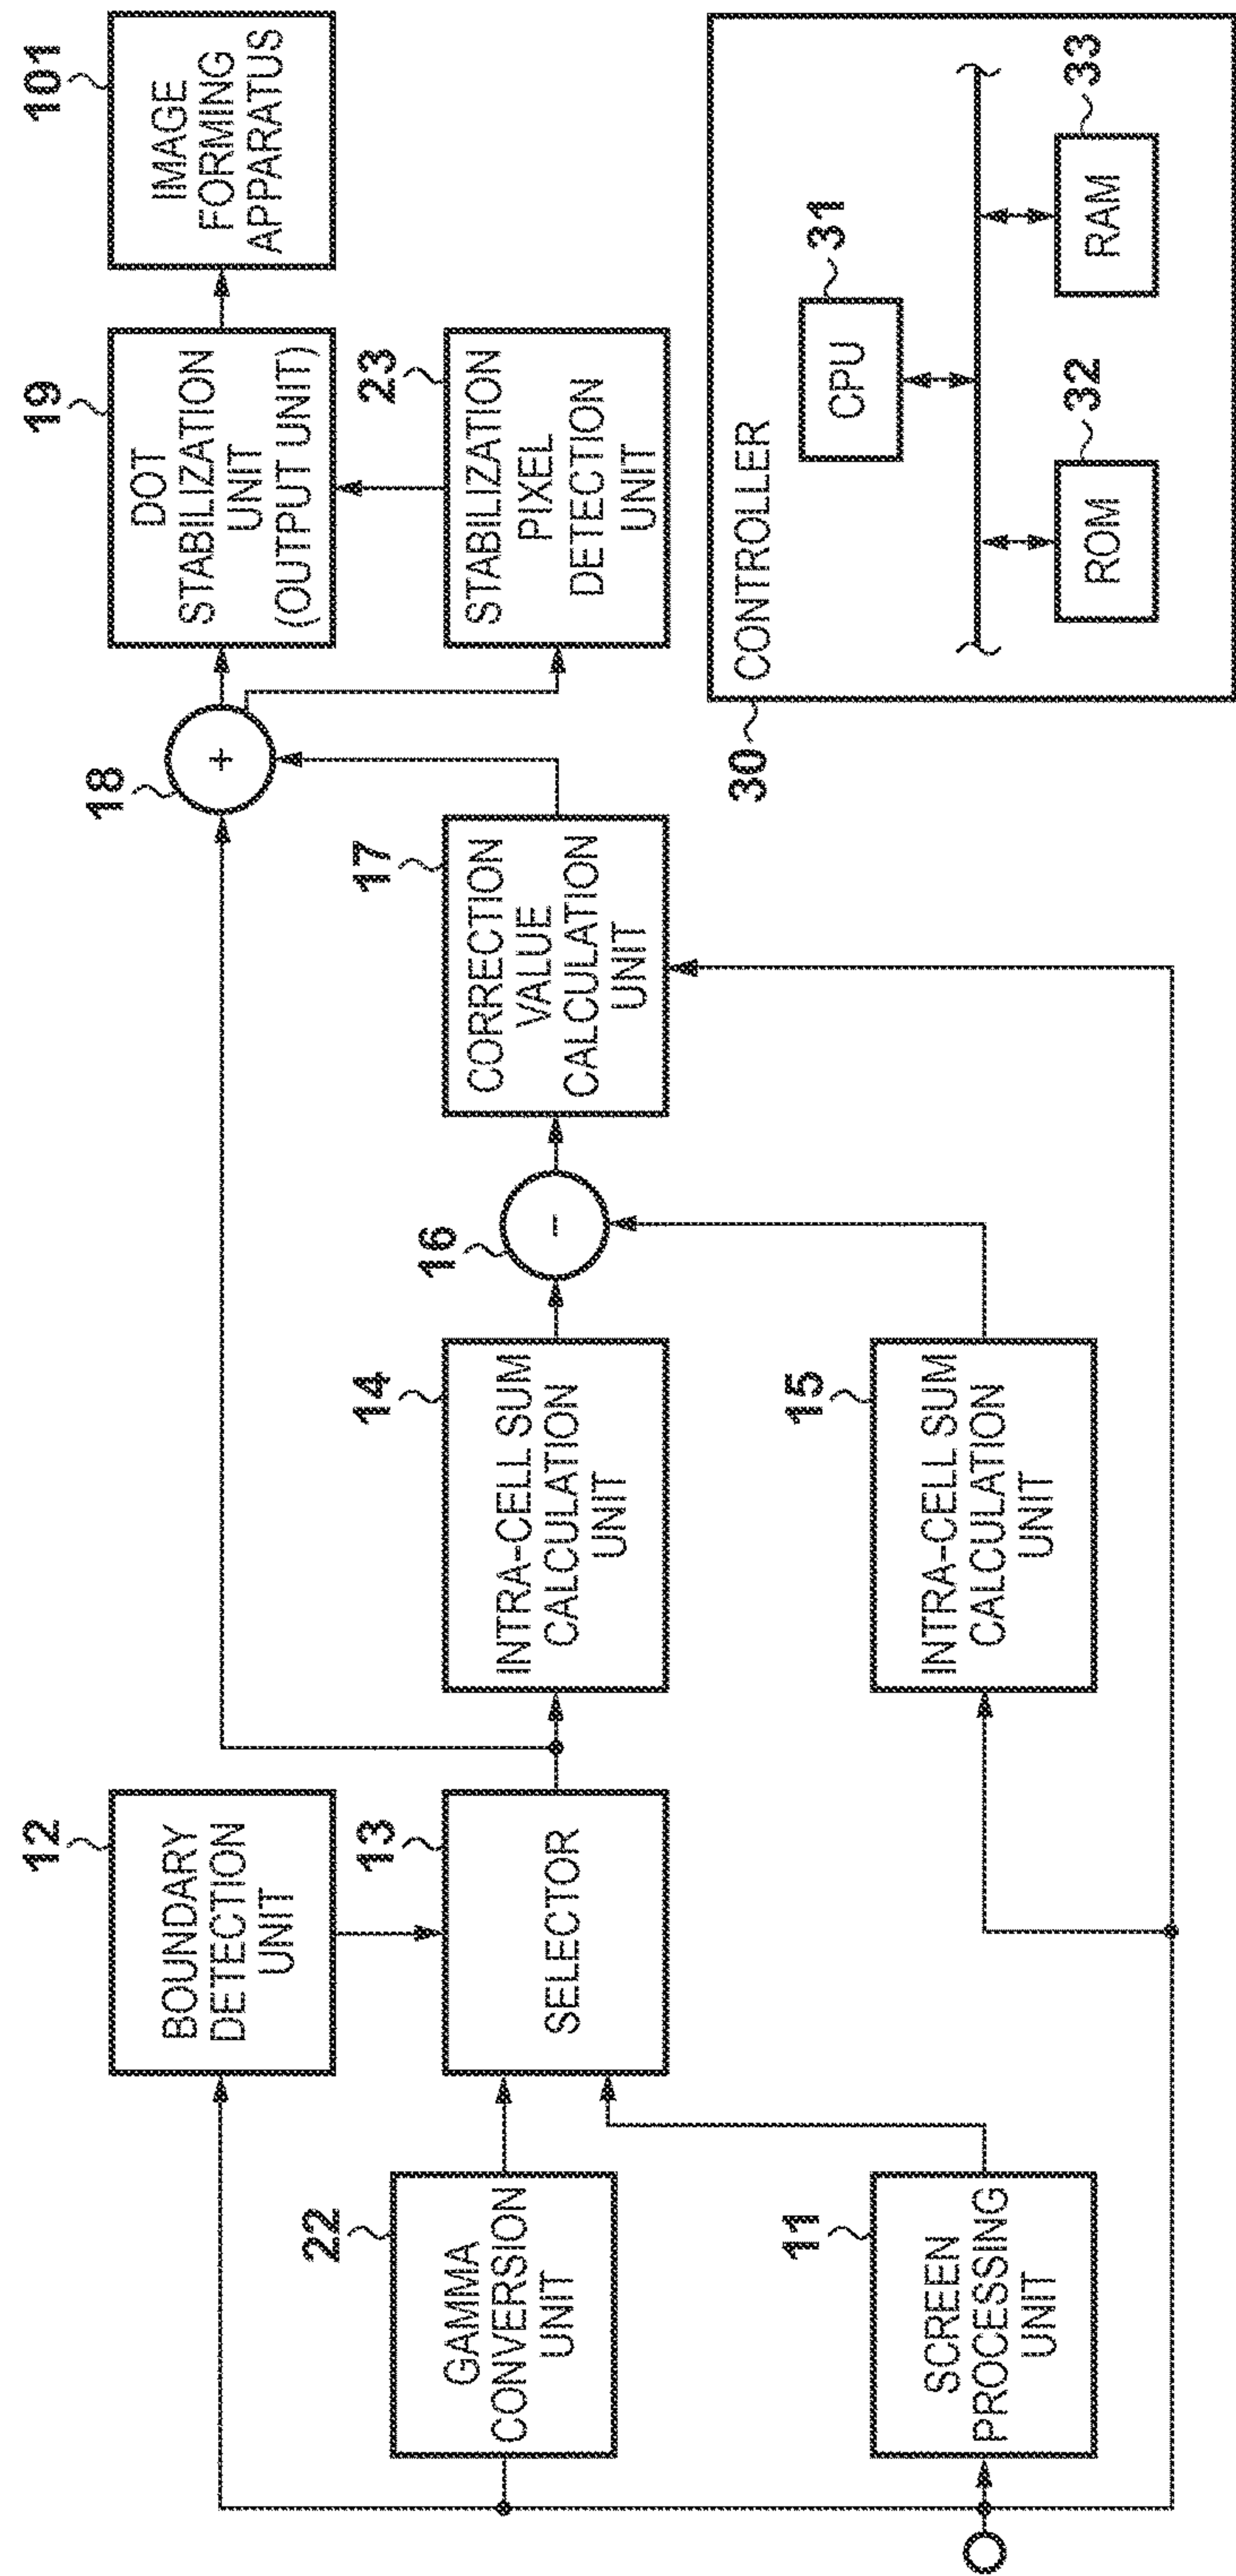 12
BOUNDARY
DETECTION
UNIT
22
GAMMA
CONVERSION
UNIT
13
SELECTOR
11
SCREEN
PROCESSING
UNIT
14
INTRA-CELL SUM
CALCULATION
UNIT
15
INTRA-CELL SUM
CALCULATION
UNIT
16
-
17
CORRECTION
VALUE
CALCULATION
UNIT
18
+
19
DOT
STABILIZATION
UNIT
(OUTPUT UNIT)
23
STABILIZATION
PIXEL
DETECTION
UNIT
101
IMAGE
FORMING
APPARATUS
30
CONTROLLER
31
CPU
32
ROM
33
RAM